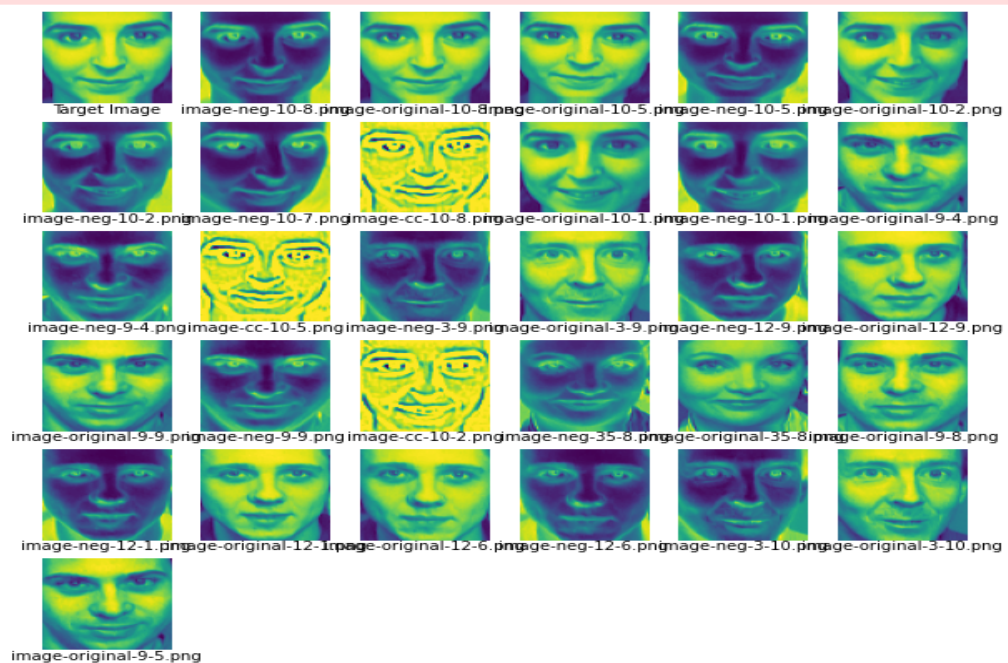 Target Image image-neg-10-8.png image-original-10-8.png image-original-10-5.png image-neg-10-5.png image-original-10-2.png
image-neg-10-2.png image-neg-10-7.png image-cc-10-8.png image-original-10-1.png image-neg-10-1.png image-original-9-4.png
image-neg-9-4.png image-cc-10-5.png image-neg-3-9.png image-original-3-9.png image-neg-12-9.png image-original-12-9.png
image-original-9-9.png image-neg-9-9.png image-cc-10-2.png image-neg-35-8.png image-original-35-8.png image-original-9-8.png
image-neg-12-1.png image-original-12-1.png image-original-12-6.png image-neg-12-6.png image-neg-3-10.png image-original-3-10.png
image-original-9-5.png